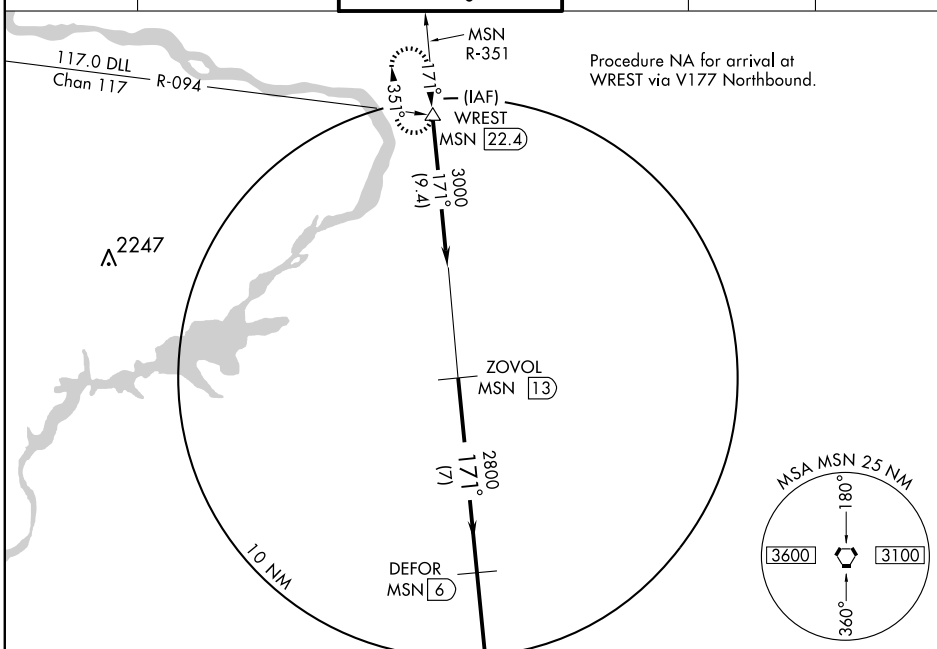 MSN
R-351
117.0 DLL
Chan 117
R-094
Procedure NA for arrival at
WREST via V177 Northbound.
171°
351°
(IAF)
WREST
MSN 22.4
3000
171°
(9.4)
2247
ZOVOL
MSN 13
2800
171°
(7)
10 NM
DEFOR
MSN 6
MSA MSN 25 NM
180°
3600
3100
360°